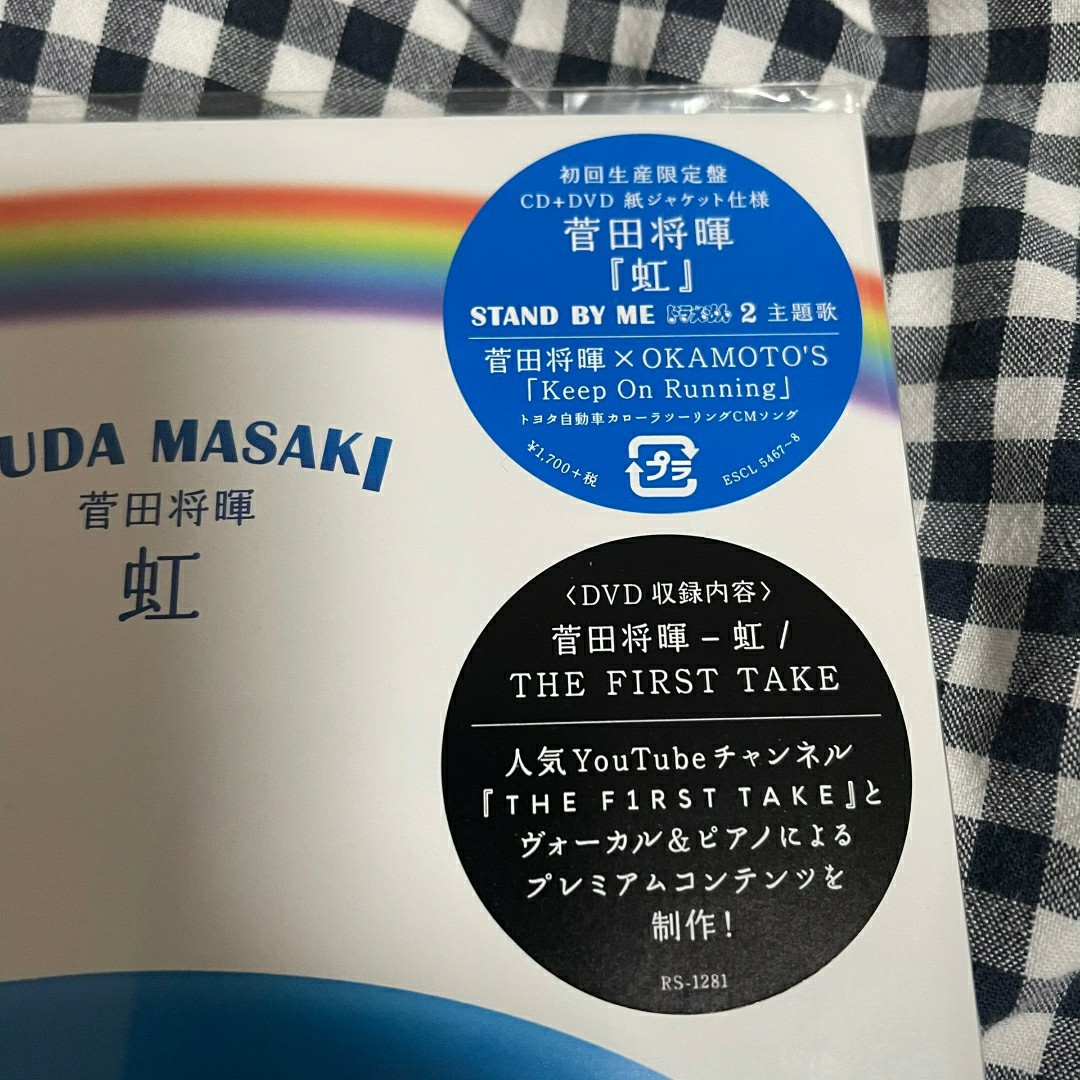 初回生産限定盤
CD+DVD 紙ジャケット仕様
菅田将暉
『虹』
STAND BY ME ドラえもん 2 主題歌
菅田将暉×OKAMOTO'S
「Keep On Running」
トヨタ自動車カローラツーリングCMソング
¥1,700+税
プラ
ESCL 5467~8
UDA MASAKI
菅田将暉
虹
〈DVD 収録内容〉
菅田将暉 – 虹 /
THE FIRST TAKE
人気YouTubeチャンネル
『THE F1RST TAKE』と
ヴォーカル&ピアノによる
プレミアムコンテンツを
制作!
RS-1281